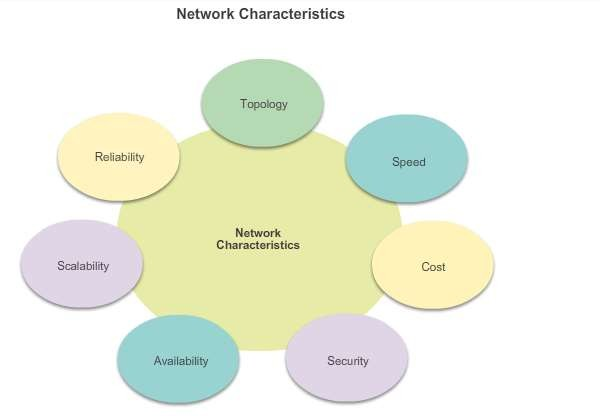 Network Characteristics
Topology
Reliability
Speed
Network
Characteristics
Scalability
Cost
Availability
Security